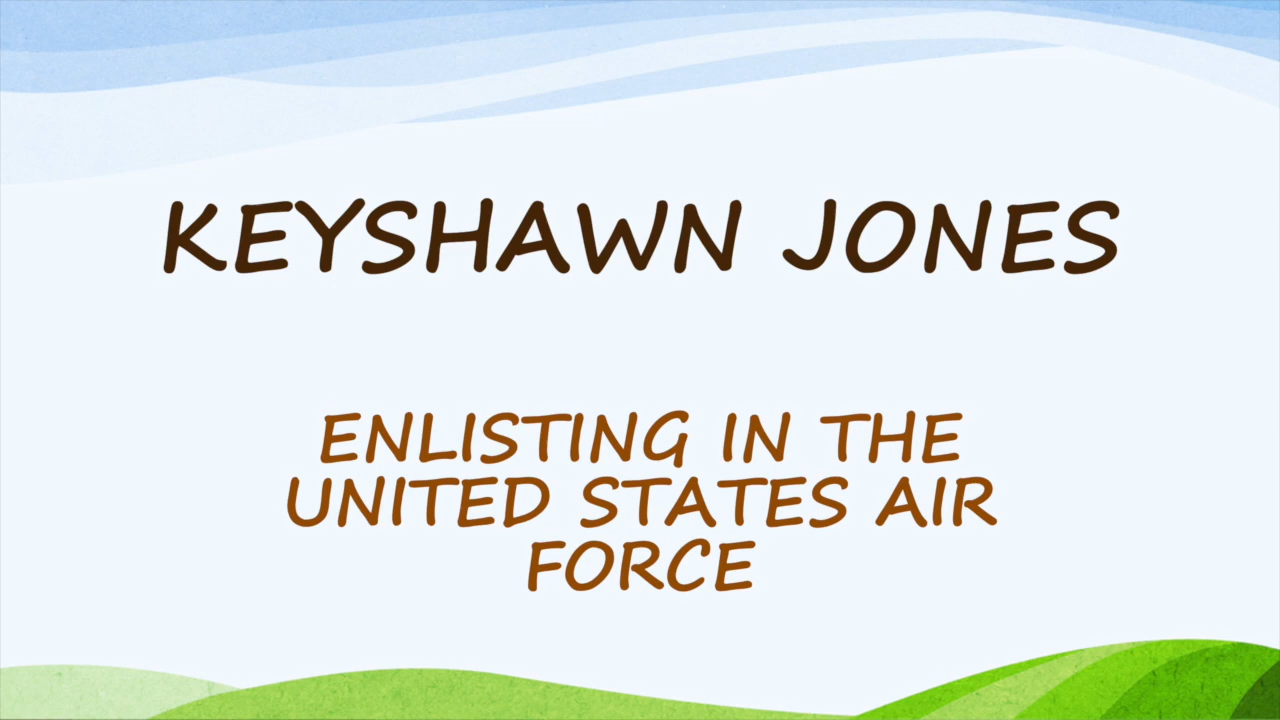 KEYSHAWN JONES
ENLISTING IN THE
UNITED STATES AIR
FORCE